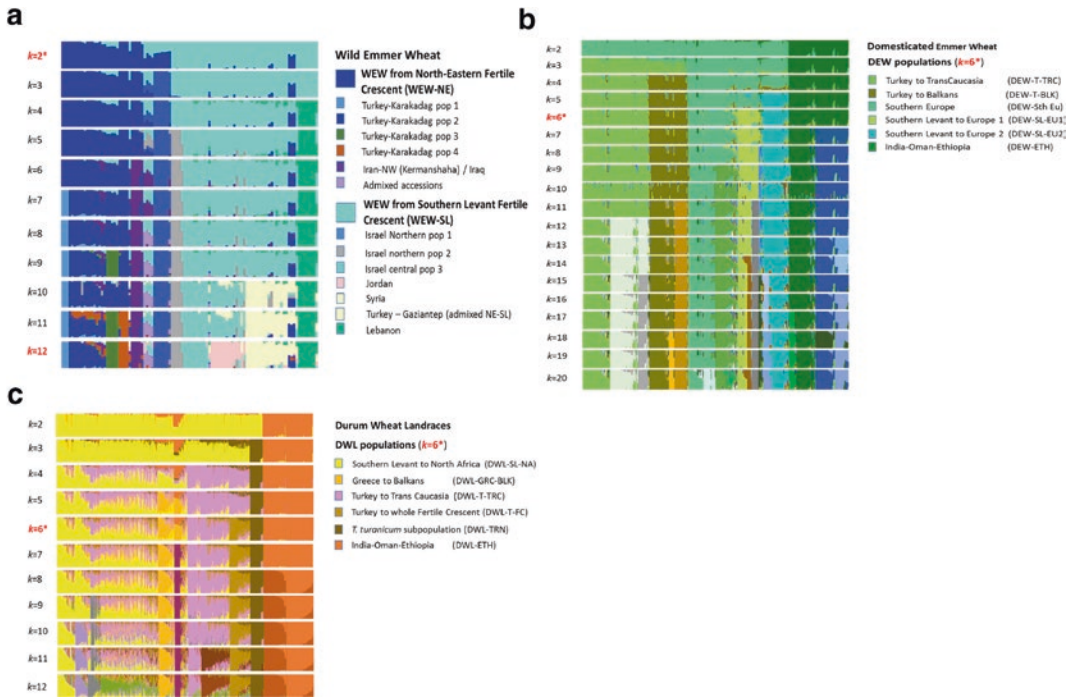 a
k=2*
k=3
k=4
k=5
k=6
k=7
k=8
k=9
k=10
k=11
k=12
Wild Emmer Wheat
WEW from North-Eastern Fertile
Crescent (WEW-NE)
Turkey-Karakadag pop 1
Turkey-Karakadag pop 2
Turkey-Karakadag pop 3
Turkey-Karakadag pop 4
Iran-NW (Kermanshaha) / Iraq
Admixed accessions
WEW from Southern Levant Fertile
Crescent (WEW-SL)
Israel Northern pop 1
Israel northern pop 2
Israel central pop 3
Jordan
Syria
Turkey – Gaziantep (admixed NE-SL)
Lebanon
b
k=2
k=3
k=4
k=5
k=6*
k=7
k=8
k=9
k=10
k=11
k=12
k=13
k=14
k=15
k=16
k=17
k=18
k=19
k=20
Domesticated Emmer Wheat
DEW populations (k=6*)
Turkey to TransCaucasia (DEW-T-TRC)
Turkey to Balkans (DEW-T-BLK)
Southern Europe (DEW-Sth Eu)
Southern Levant to Europe 1 (DEW-SL-EU1)
Southern Levant to Europe 2 (DEW-SL-EU2)
India-Oman-Ethiopia (DEW-ETH)
c
k=2
k=3
k=4
k=5
k=6*
k=7
k=8
k=9
k=10
k=11
k=12
Durum Wheat Landraces
DWL populations (k=6*)
Southern Levant to North Africa (DWL-SL-NA)
Greece to Balkans (DWL-GRC-BLK)
Turkey to Trans Caucasia (DWL-T-TRC)
Turkey to whole Fertile Crescent (DWL-T-FC)
T. turanicum subpopulation (DWL-TRN)
India-Oman-Ethiopia (DWL-ETH)